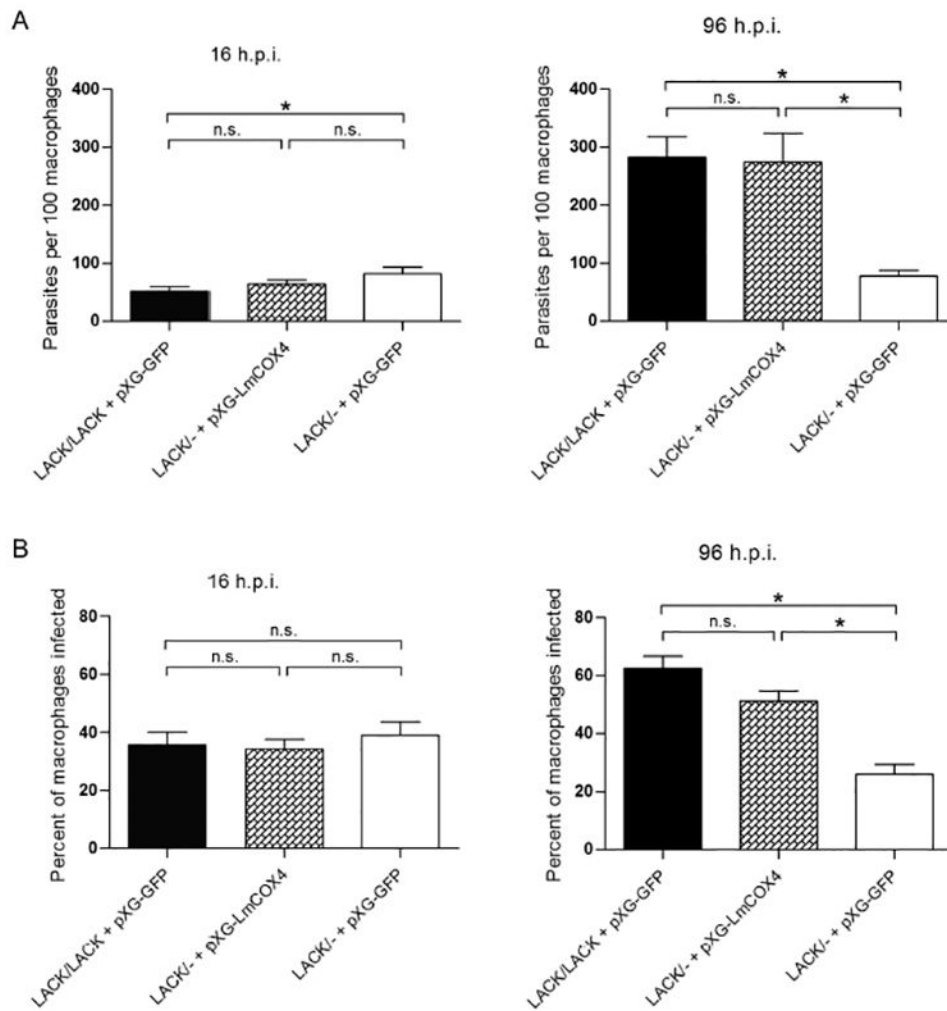 A
16 h.p.i.
Parasites per 100 macrophages
400
300
200
100
0
*
n.s.
n.s.
LACK/LACK + pXG-GFP
LACK/- + pXG-LmCOX4
LACK/- + pXG-GFP
96 h.p.i.
Parasites per 100 macrophages
400
300
200
100
0
*
n.s.
*
LACK/LACK + pXG-GFP
LACK/- + pXG-LmCOX4
LACK/- + pXG-GFP
B
16 h.p.i.
Percent of macrophages infected
80
60
40
20
0
n.s.
n.s.
n.s.
LACK/LACK + pXG-GFP
LACK/- + pXG-LmCOX4
LACK/- + pXG-GFP
96 h.p.i.
Percent of macrophages infected
80
60
40
20
0
*
n.s.
*
LACK/LACK + pXG-GFP
LACK/- + pXG-LmCOX4
LACK/- + pXG-GFP